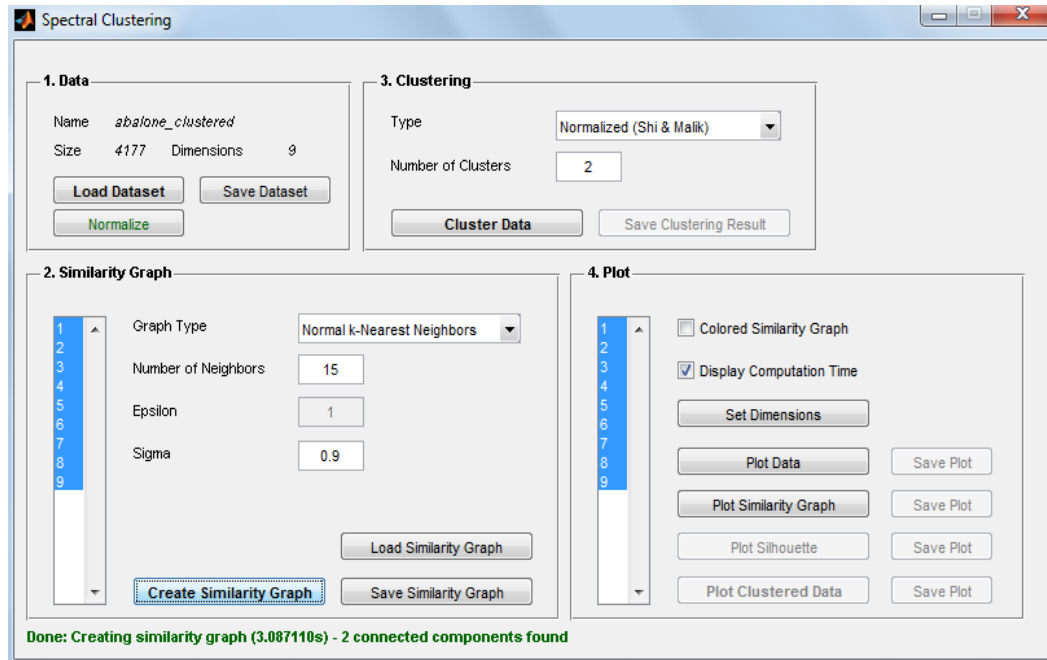 Spectral Clustering
1. Data
Name abalone_clustered
Size 4177 Dimensions 9
Load Dataset Save Dataset
Normalize
3. Clustering
Type Normalized (Shi & Malik)
Number of Clusters 2
Cluster Data Save Clustering Result
2. Similarity Graph
1
2
3
4
5
6
7
8
9
Graph Type Normal k-Nearest Neighbors
Number of Neighbors 15
Epsilon 1
Sigma 0.9
Load Similarity Graph
Create Similarity Graph Save Similarity Graph
4. Plot
1
2
3
4
5
6
7
8
9
Colored Similarity Graph
Display Computation Time
Set Dimensions
Plot Data Save Plot
Plot Similarity Graph Save Plot
Plot Silhouette Save Plot
Plot Clustered Data Save Plot
Done: Creating similarity graph (3.087110s) - 2 connected components found